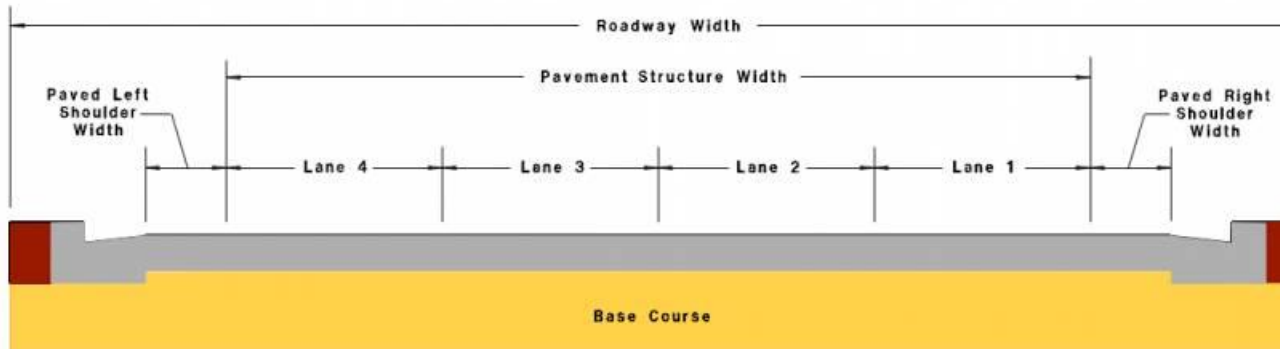 Roadway Width
Pavement Structure Width
Paved Left
Shoulder
Width
Paved Right
Shoulder
Width
Lane 4
Lane 3
Lane 2
Lane 1
Base Course